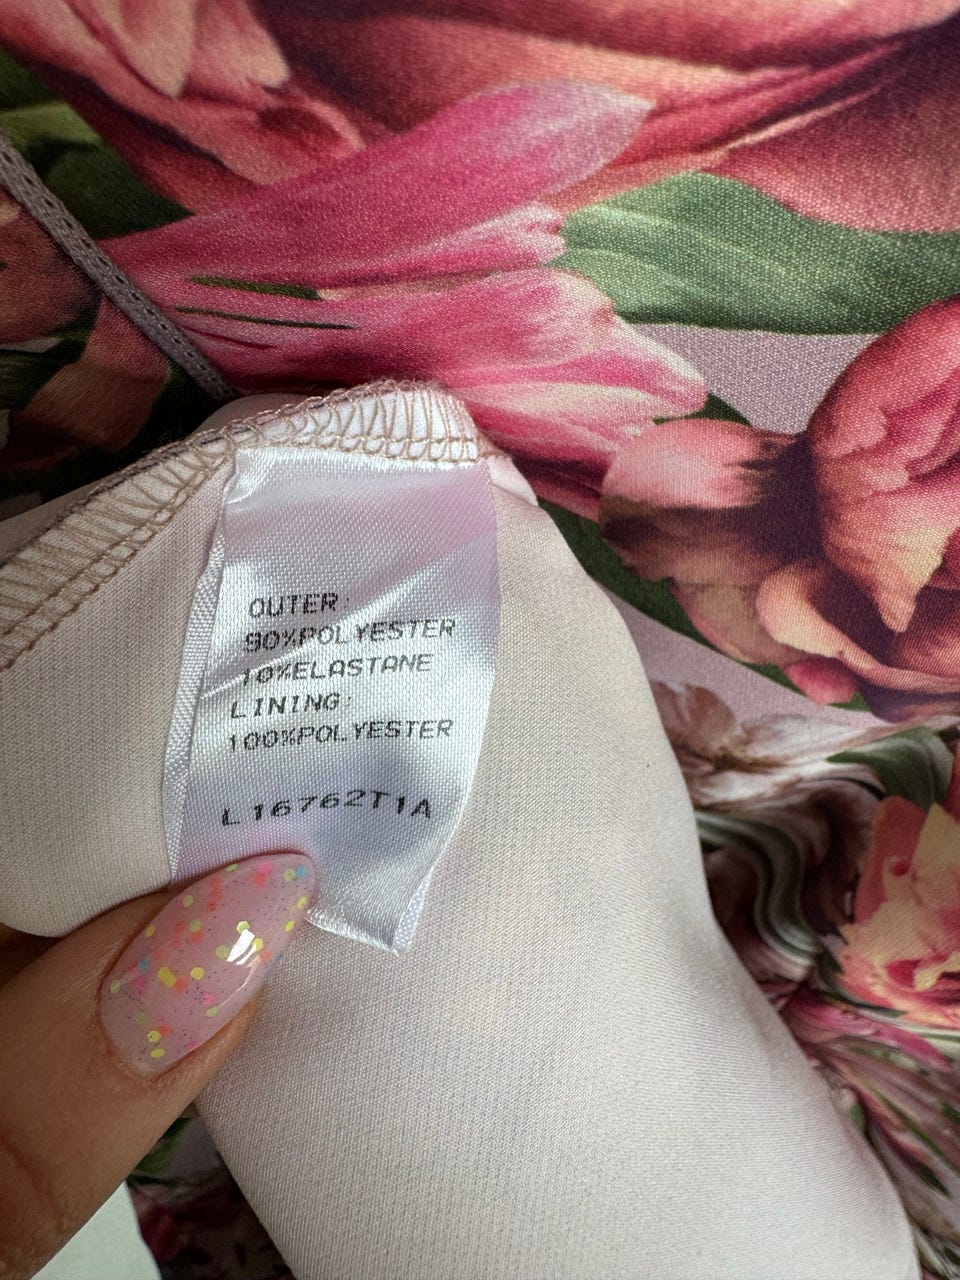 OUTER:
90%POLYESTER
10%ELASTANE
LINING:
100%POLYESTER
L16762T1A